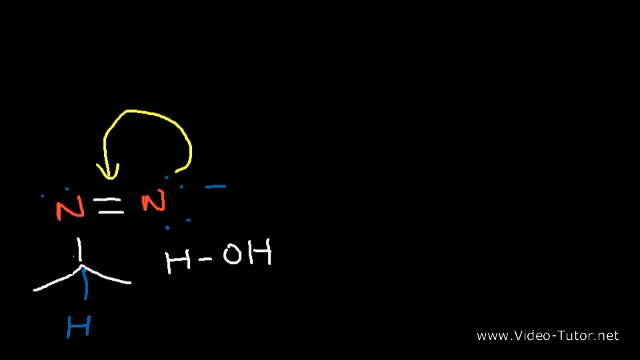 N = N –
H - OH
H
www.Video-Tutor.net